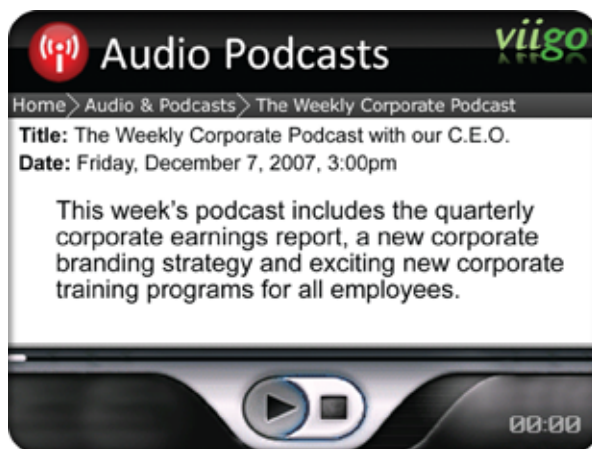 Audio Podcasts
viigo
Home > Audio & Podcasts > The Weekly Corporate Podcast
Title: The Weekly Corporate Podcast with our C.E.O.
Date: Friday, December 7, 2007, 3:00pm
This week's podcast includes the quarterly
corporate earnings report, a new corporate
branding strategy and exciting new corporate
training programs for all employees.
00:00